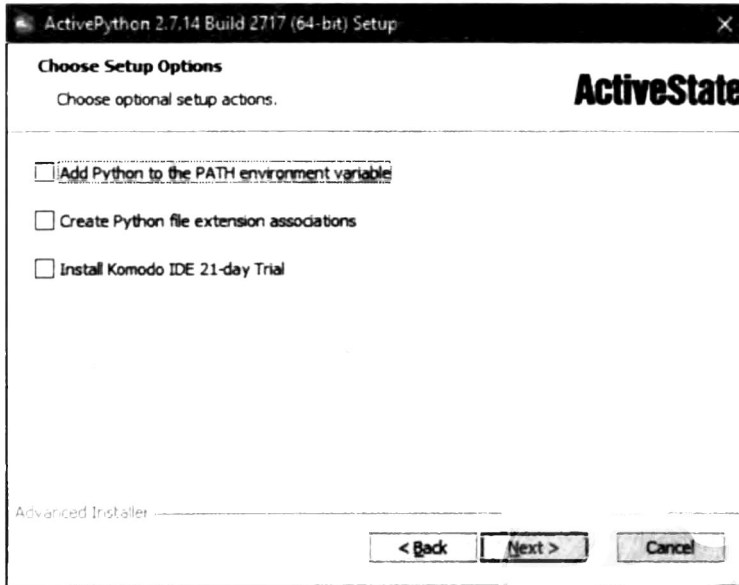 ActivePython 2.7.14 Build 2717 (64-bit) Setup
Choose Setup Options
Choose optional setup actions.
ActiveState
Add Python to the PATH environment variable
Create Python file extension associations
Install Komodo IDE 21-day Trial
Advanced Installer
< Back Next > Cancel